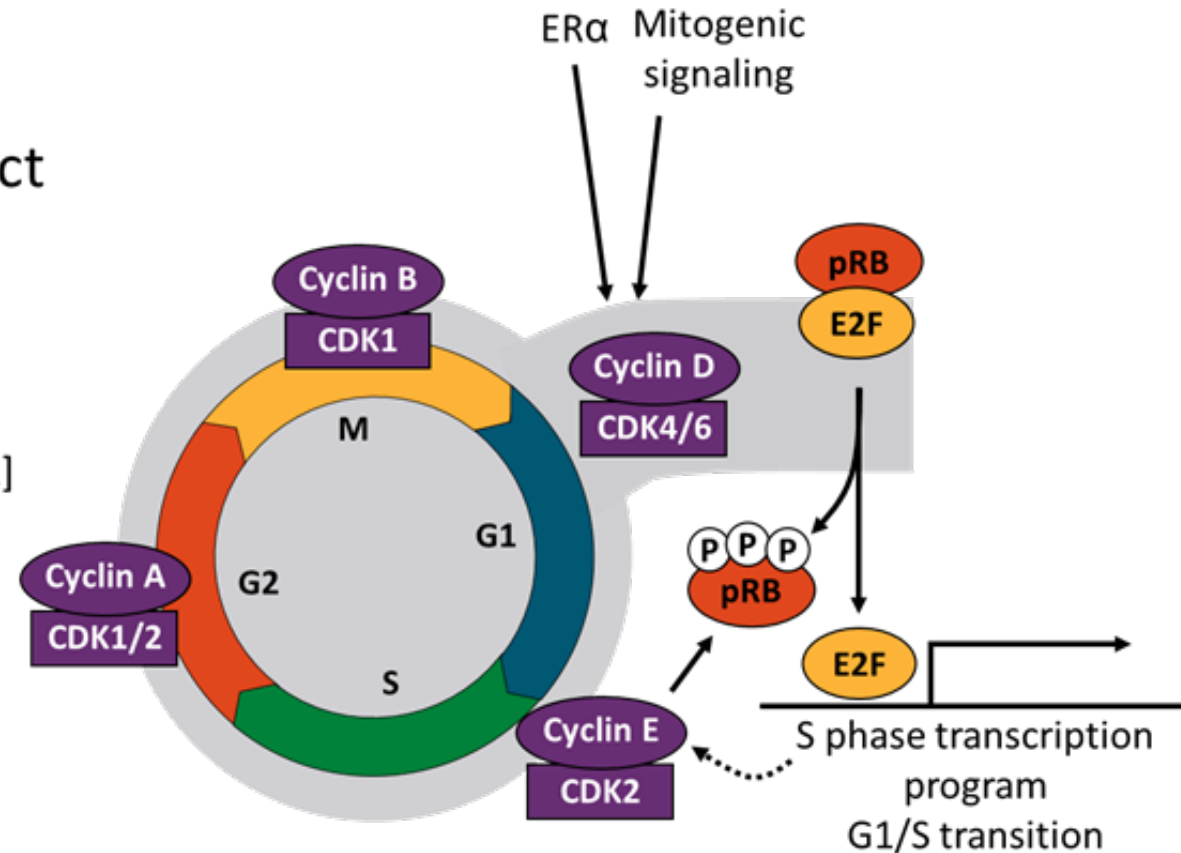 ERα
Mitogenic
signaling
ct
pRB
E2F
Cyclin B
CDK1
Cyclin D
CDK4/6
M
]
G1
P P P
pRB
Cyclin A
CDK1/2
G2
S
E2F
Cyclin E
CDK2
S phase transcription
program
G1/S transition